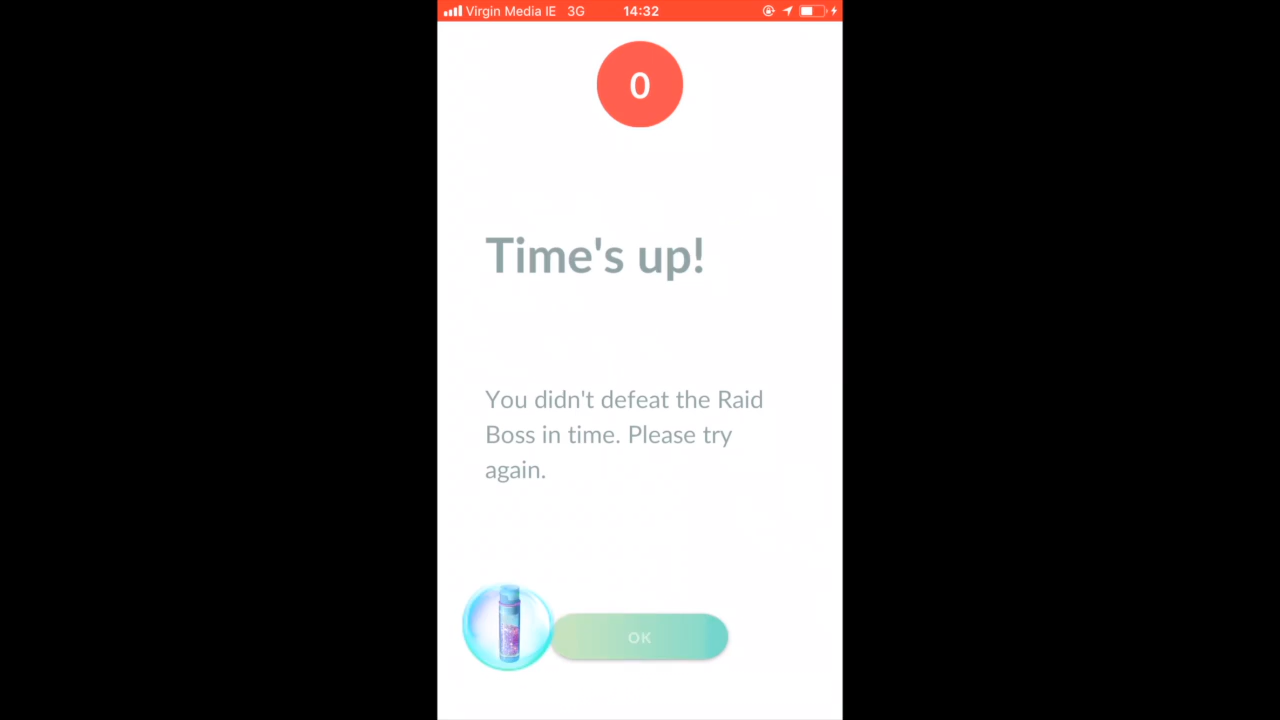 Virgin Media IE 3G 14:32
0
Time's up!
You didn't defeat the Raid
Boss in time. Please try
again.
OK